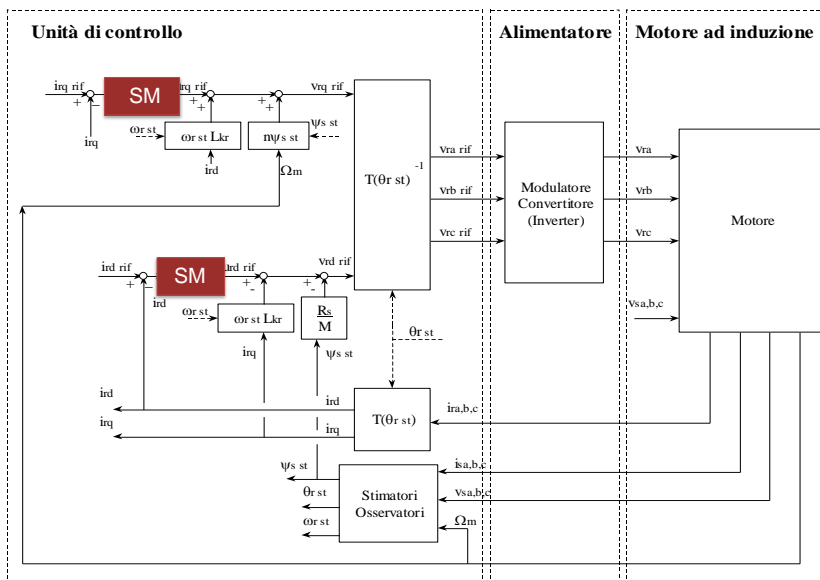 Unità di controllo
Alimentatore
Motore ad induzione
irq rif
+
−
SM
urq rif
+
+
+
+
vrq rif
irq
ωr st
ωr st Lkr
nψs st
ψs st
ird
Ωm
T(θr st)
-1
vra rif
vrb rif
vrc rif
Modulatore
Convertitore
(Inverter)
vra
vrb
vrc
Motore
ird rif
+
−
SM
urd rif
+
-
+
-
vrd rif
ird
ωr st
ωr st Lkr
Rs
M
irq
ψs st
θr st
vsa,b,c
ird
irq
T(θr st)
ira,b,c
ψs st
θr st
ωr st
Stimatori
Osservatori
isa,b,c
vsa,b,c
Ωm